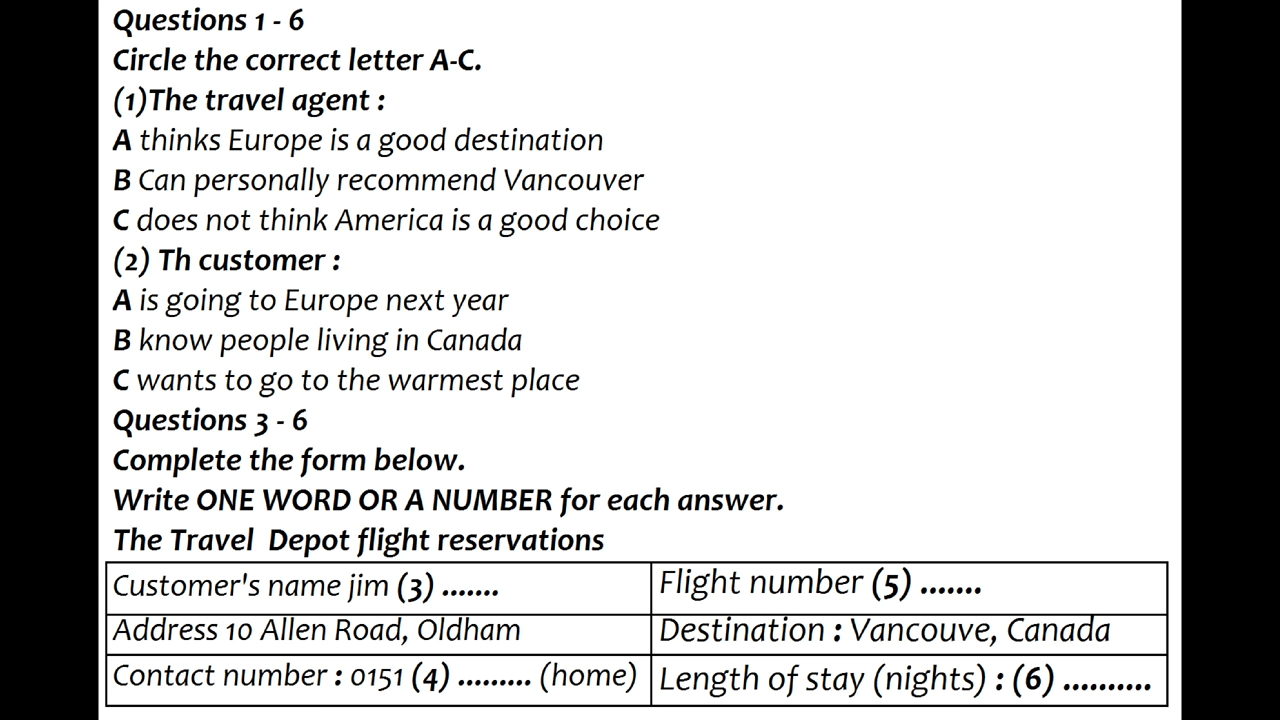 Questions 1 - 6
Circle the correct letter A-C.
(1)The travel agent :
A thinks Europe is a good destination
B Can personally recommend Vancouver
C does not think America is a good choice
(2) Th customer :
A is going to Europe next year
B know people living in Canada
C wants to go to the warmest place
Questions 3 - 6
Complete the form below.
Write ONE WORD OR A NUMBER for each answer.
The Travel Depot flight reservations
Customer's name jim (3) .......
Flight number (5) .......
Address 10 Allen Road, Oldham
Destination : Vancouve, Canada
Contact number : 0151 (4) ......... (home)
Length of stay (nights) : (6) ..........